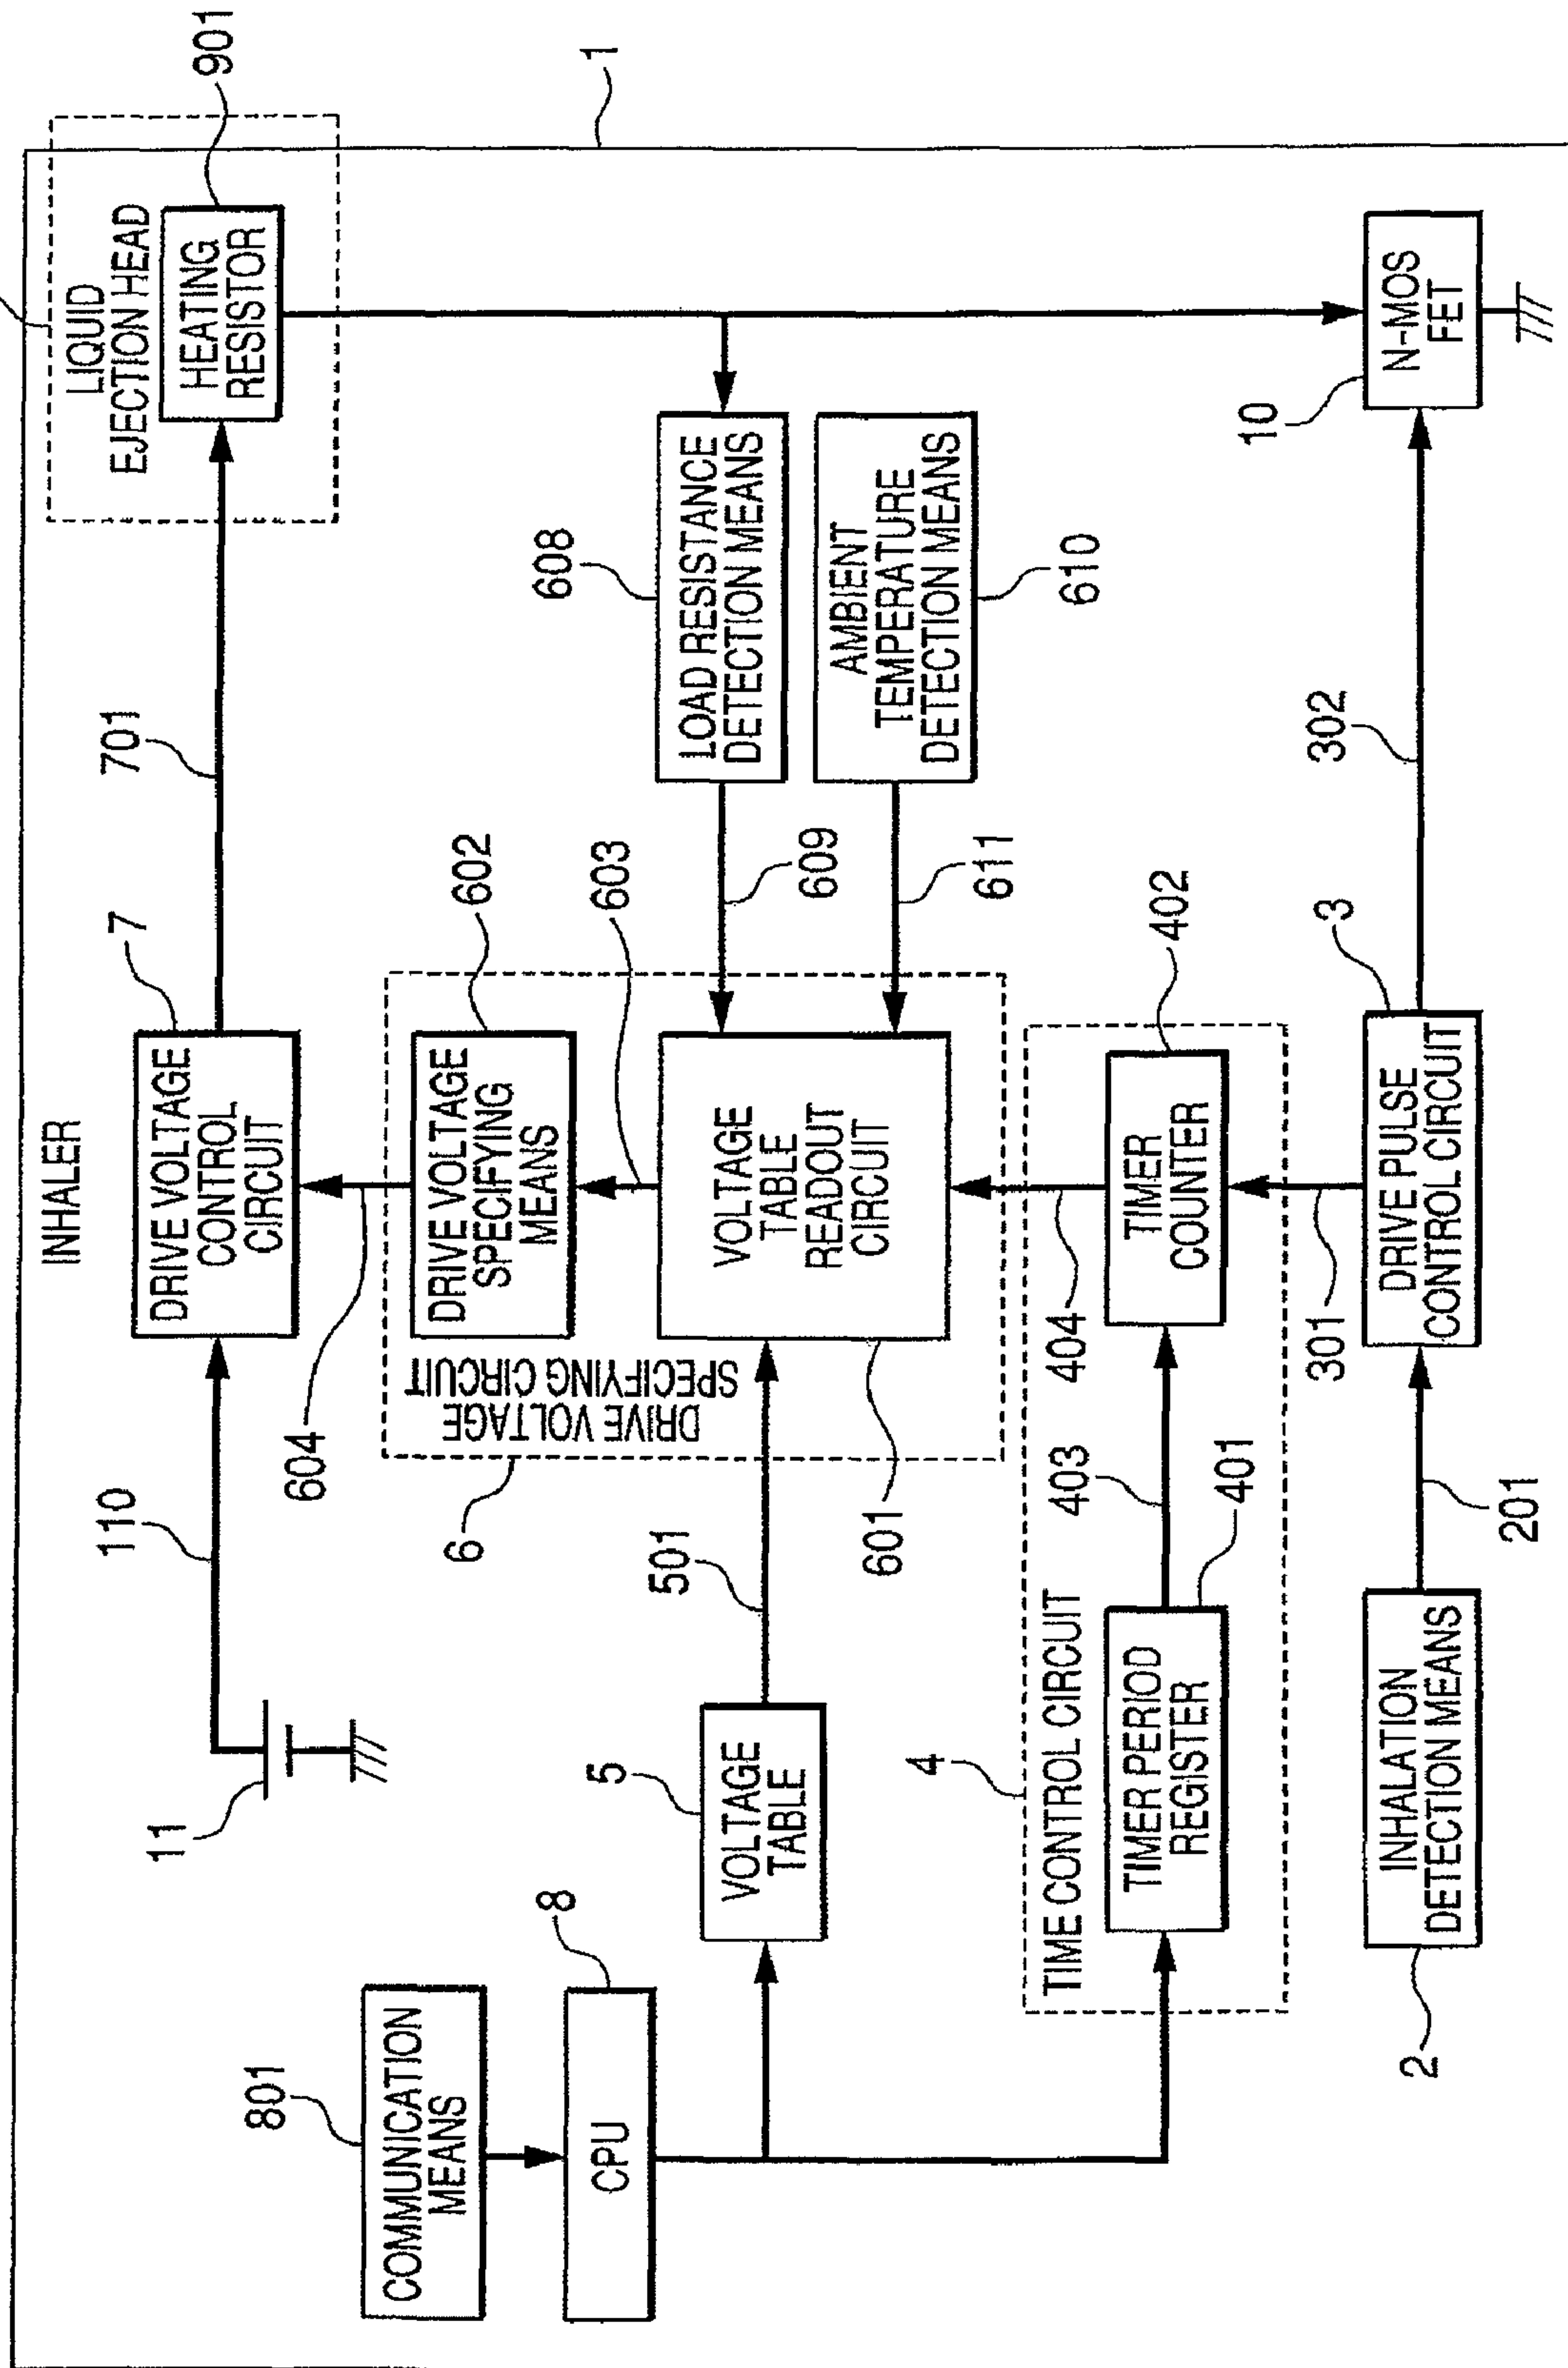 INHALER
1
LIQUID
EJECTION HEAD
HEATING
RESISTOR
901
701
7
DRIVE VOLTAGE
CONTROL
CIRCUIT
110
11
604
602
DRIVE VOLTAGE
SPECIFYING
MEANS
603
DRIVE VOLTAGE
SPECIFYING CIRCUIT
6
VOLTAGE
TABLE
READOUT
CIRCUIT
601
608
LOAD RESISTANCE
DETECTION MEANS
609
AMBIENT
TEMPERATURE
DETECTION MEANS
610
611
801
COMMUNICATION
MEANS
8
CPU
5
VOLTAGE
TABLE
501
4
TIME CONTROL CIRCUIT
TIMER PERIOD
REGISTER
401
403
TIMER
COUNTER
402
404
301
2
INHALATION
DETECTION MEANS
201
3
DRIVE PULSE
CONTROL CIRCUIT
302
10
N-MOS
FET